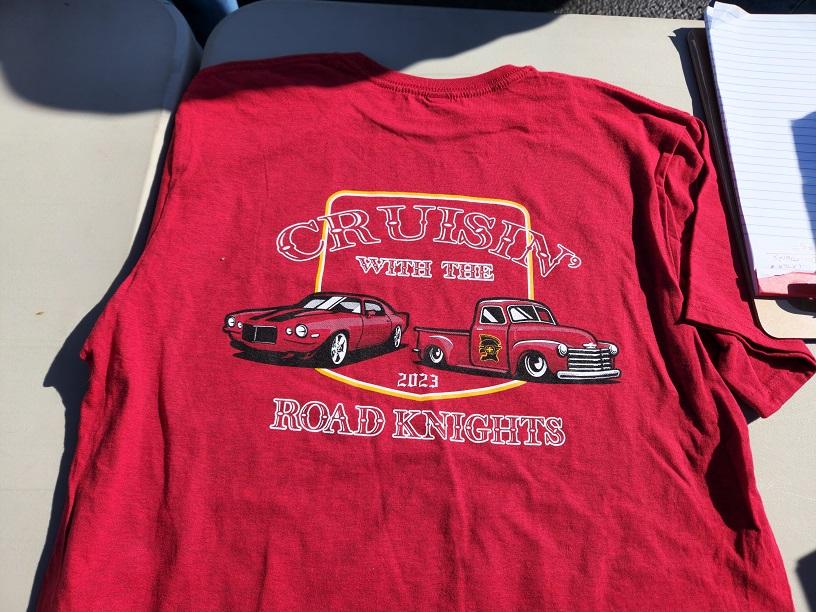 CRUISIN'
WITH THE
2023
ROAD KNIGHTS